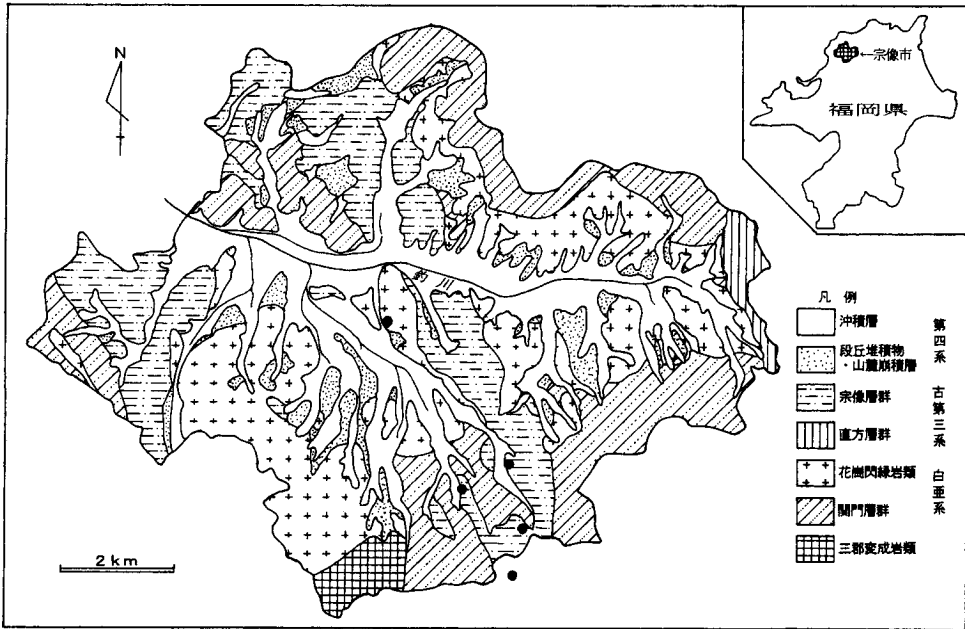 N
←宗像市
福岡県
凡例
沖積層
段丘堆積物
・山麓崩積層
第四系
宗像層群
直方層群
古第三系
花崗閃緑岩類
関門層群
白亜系
三郡変成岩類
2km